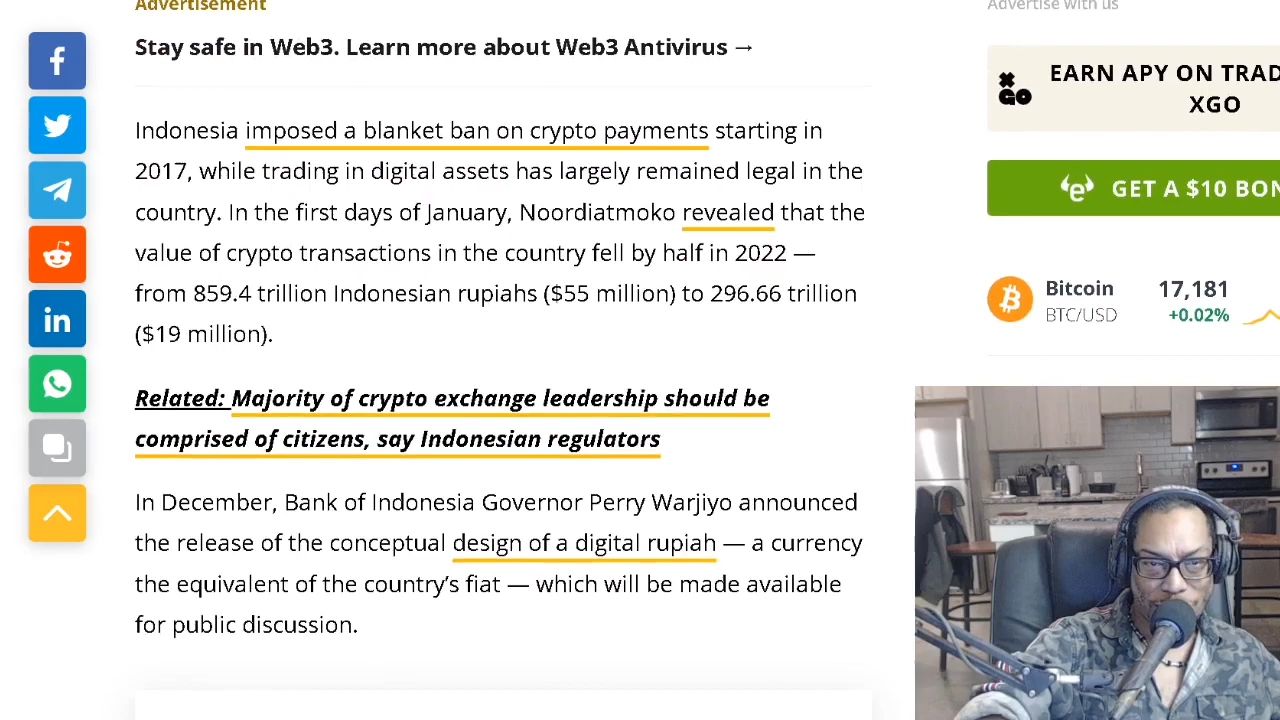 Advertisement
Stay safe in Web3. Learn more about Web3 Antivirus →
Indonesia imposed a blanket ban on crypto payments starting in
2017, while trading in digital assets has largely remained legal in the
country. In the first days of January, Noordiatmoko revealed that the
value of crypto transactions in the country fell by half in 2022 —
from 859.4 trillion Indonesian rupiahs ($55 million) to 296.66 trillion
($19 million).
Related: Majority of crypto exchange leadership should be
comprised of citizens, say Indonesian regulators
In December, Bank of Indonesia Governor Perry Warjiyo announced
the release of the conceptual design of a digital rupiah — a currency
the equivalent of the country’s fiat — which will be made available
for public discussion.
Advertise with us
GO
EARN APY ON TRAD
XGO
GET A $10 BON
Bitcoin 17,181
BTC/USD +0.02%